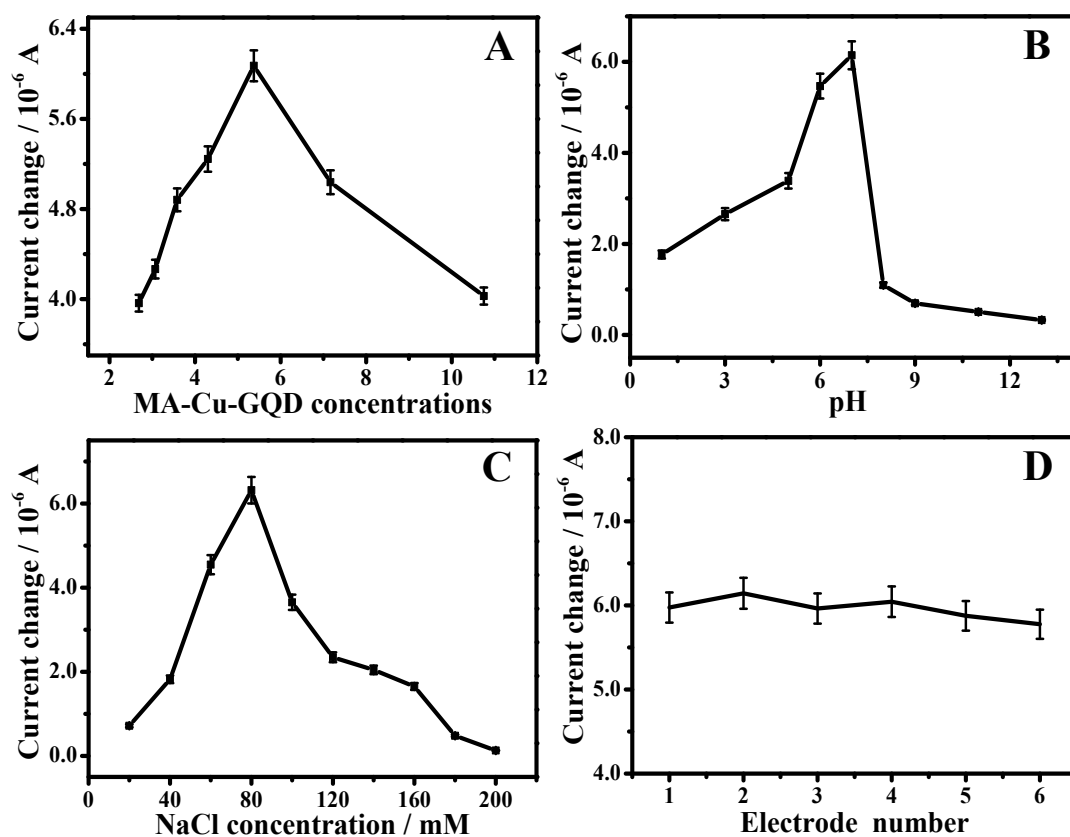 A
Current change / 10⁻⁶ A
6.4
5.6
4.8
4.0
2 4 6 8 10 12
MA-Cu-GQD concentrations
B
Current change / 10⁻⁶ A
6.0
4.0
2.0
0.0
0 3 6 9 12
pH
C
Current change / 10⁻⁶ A
6.0
4.0
2.0
0.0
0 40 80 120 160 200
NaCl concentration / mM
D
Current change / 10⁻⁶ A
8.0
7.0
6.0
5.0
4.0
1 2 3 4 5 6
Electrode number